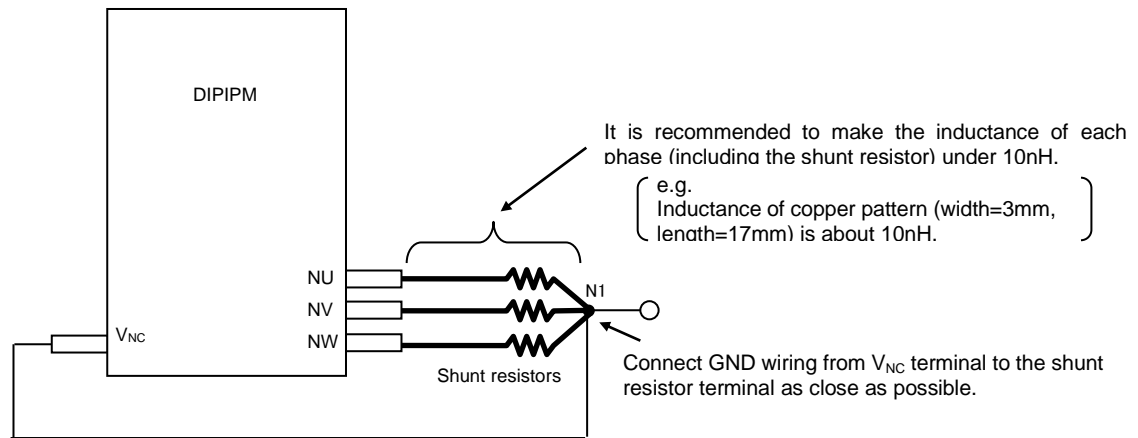 DIPIPM
It is recommended to make the inductance of each
phase (including the shunt resistor) under 10nH.
e.g.
Inductance of copper pattern (width=3mm,
length=17mm) is about 10nH.
NU
N1
NV
VNC
NW
Shunt resistors
Connect GND wiring from VNC terminal to the shunt
resistor terminal as close as possible.